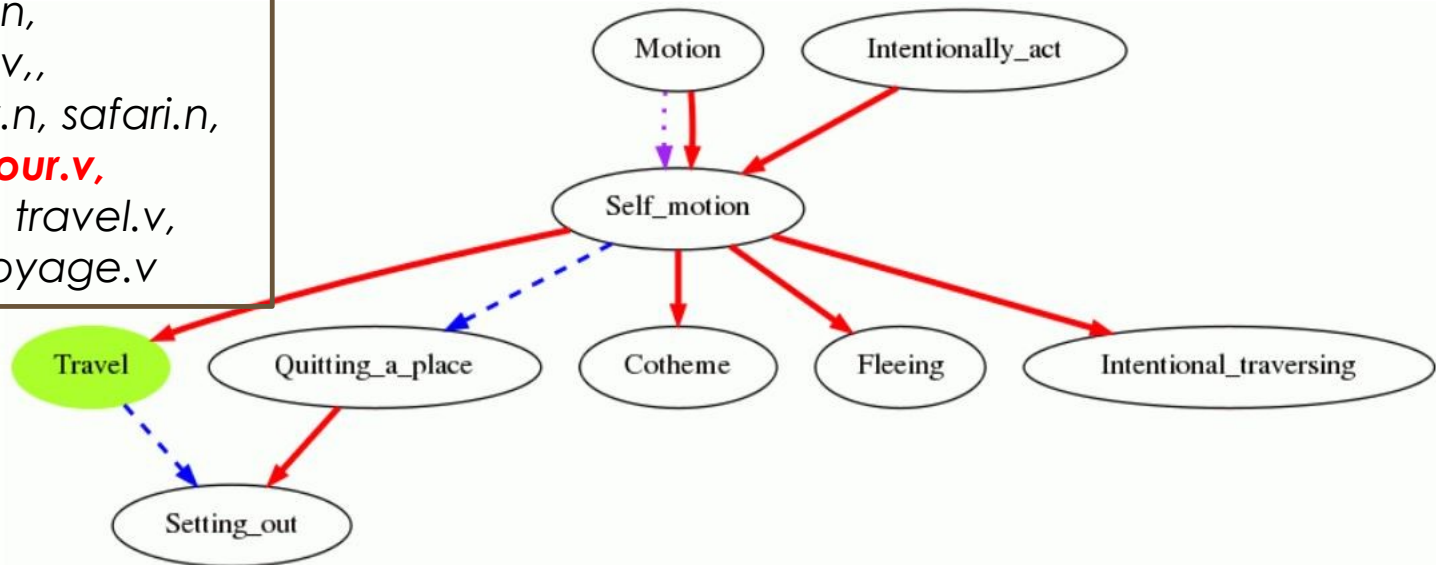 n,
v,,
.n, safari.n,
our.v,
travel.v,
oyage.v
Motion
Intentionally_act
Self_motion
Travel
Quitting_a_place
Cotheme
Fleeing
Intentional_traversing
Setting_out